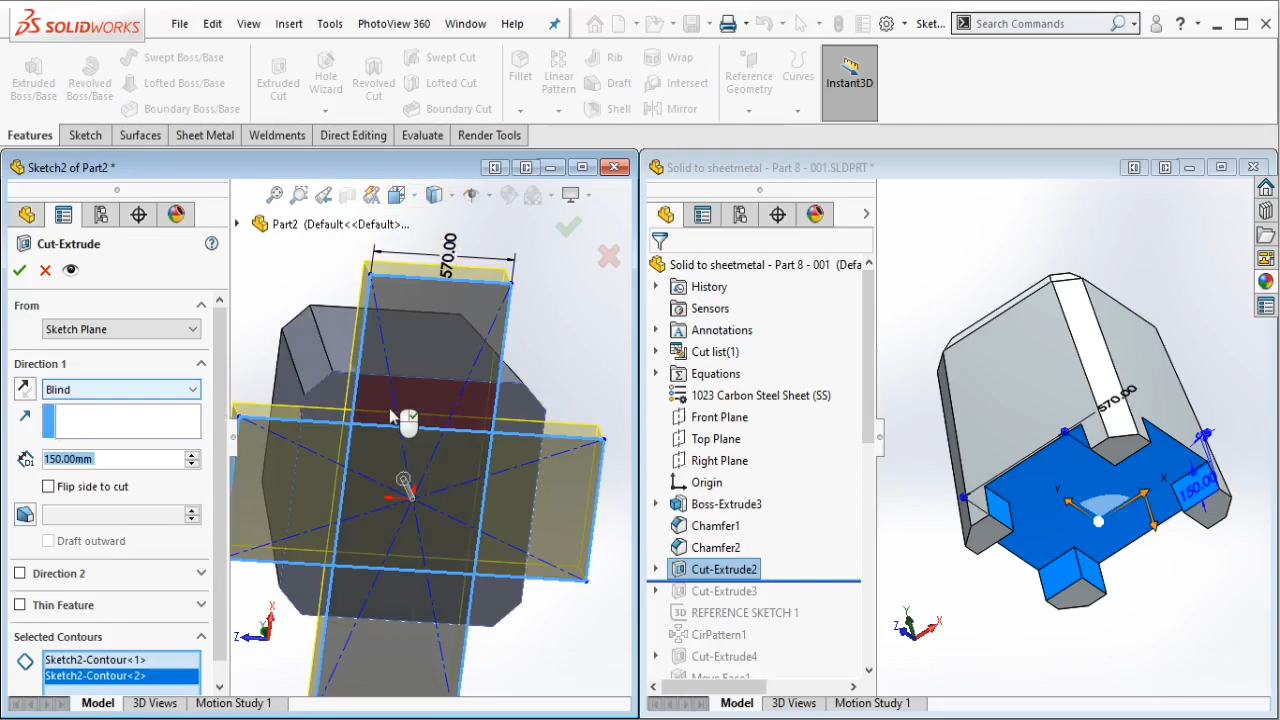 SOLIDWORKS File Edit View Insert Tools PhotoView 360 Window Help Sket... Search Commands ?
Extruded Boss/Base
Revolved Boss/Base
Swept Boss/Base
Lofted Boss/Base
Boundary Boss/Base
Extruded Cut
Hole Wizard
Revolved Cut
Swept Cut
Lofted Cut
Boundary Cut
Fillet
Linear Pattern
Rib
Draft
Shell
Wrap
Intersect
Mirror
Reference Geometry
Curves
Instant3D
Features Sketch Surfaces Sheet Metal Weldments Direct Editing Evaluate Render Tools
Sketch2 of Part2 *
Cut-Extrude
From
Sketch Plane
Direction 1
Blind
D1 150.00mm
Flip side to cut
Draft outward
Direction 2
Thin Feature
Selected Contours
Sketch2-Contour<1>
Sketch2-Contour<2>
Part2 (Default<<Default>...
570.00
X
Y
Z
Model 3D Views Motion Study 1
Solid to sheetmetal - Part 8 - 001.SLDPRT *
Solid to sheetmetal - Part 8 - 001 (Defa
History
Sensors
Annotations
Cut list(1)
Equations
1023 Carbon Steel Sheet (SS)
Front Plane
Top Plane
Right Plane
Origin
Boss-Extrude3
Chamfer1
Chamfer2
Cut-Extrude2
Cut-Extrude3
3D REFERENCE SKETCH 1
CirPattern1
Cut-Extrude4
Move Face1
570.00
150.00
Y
X
Y
Z
X
Model 3D Views Motion Study 1